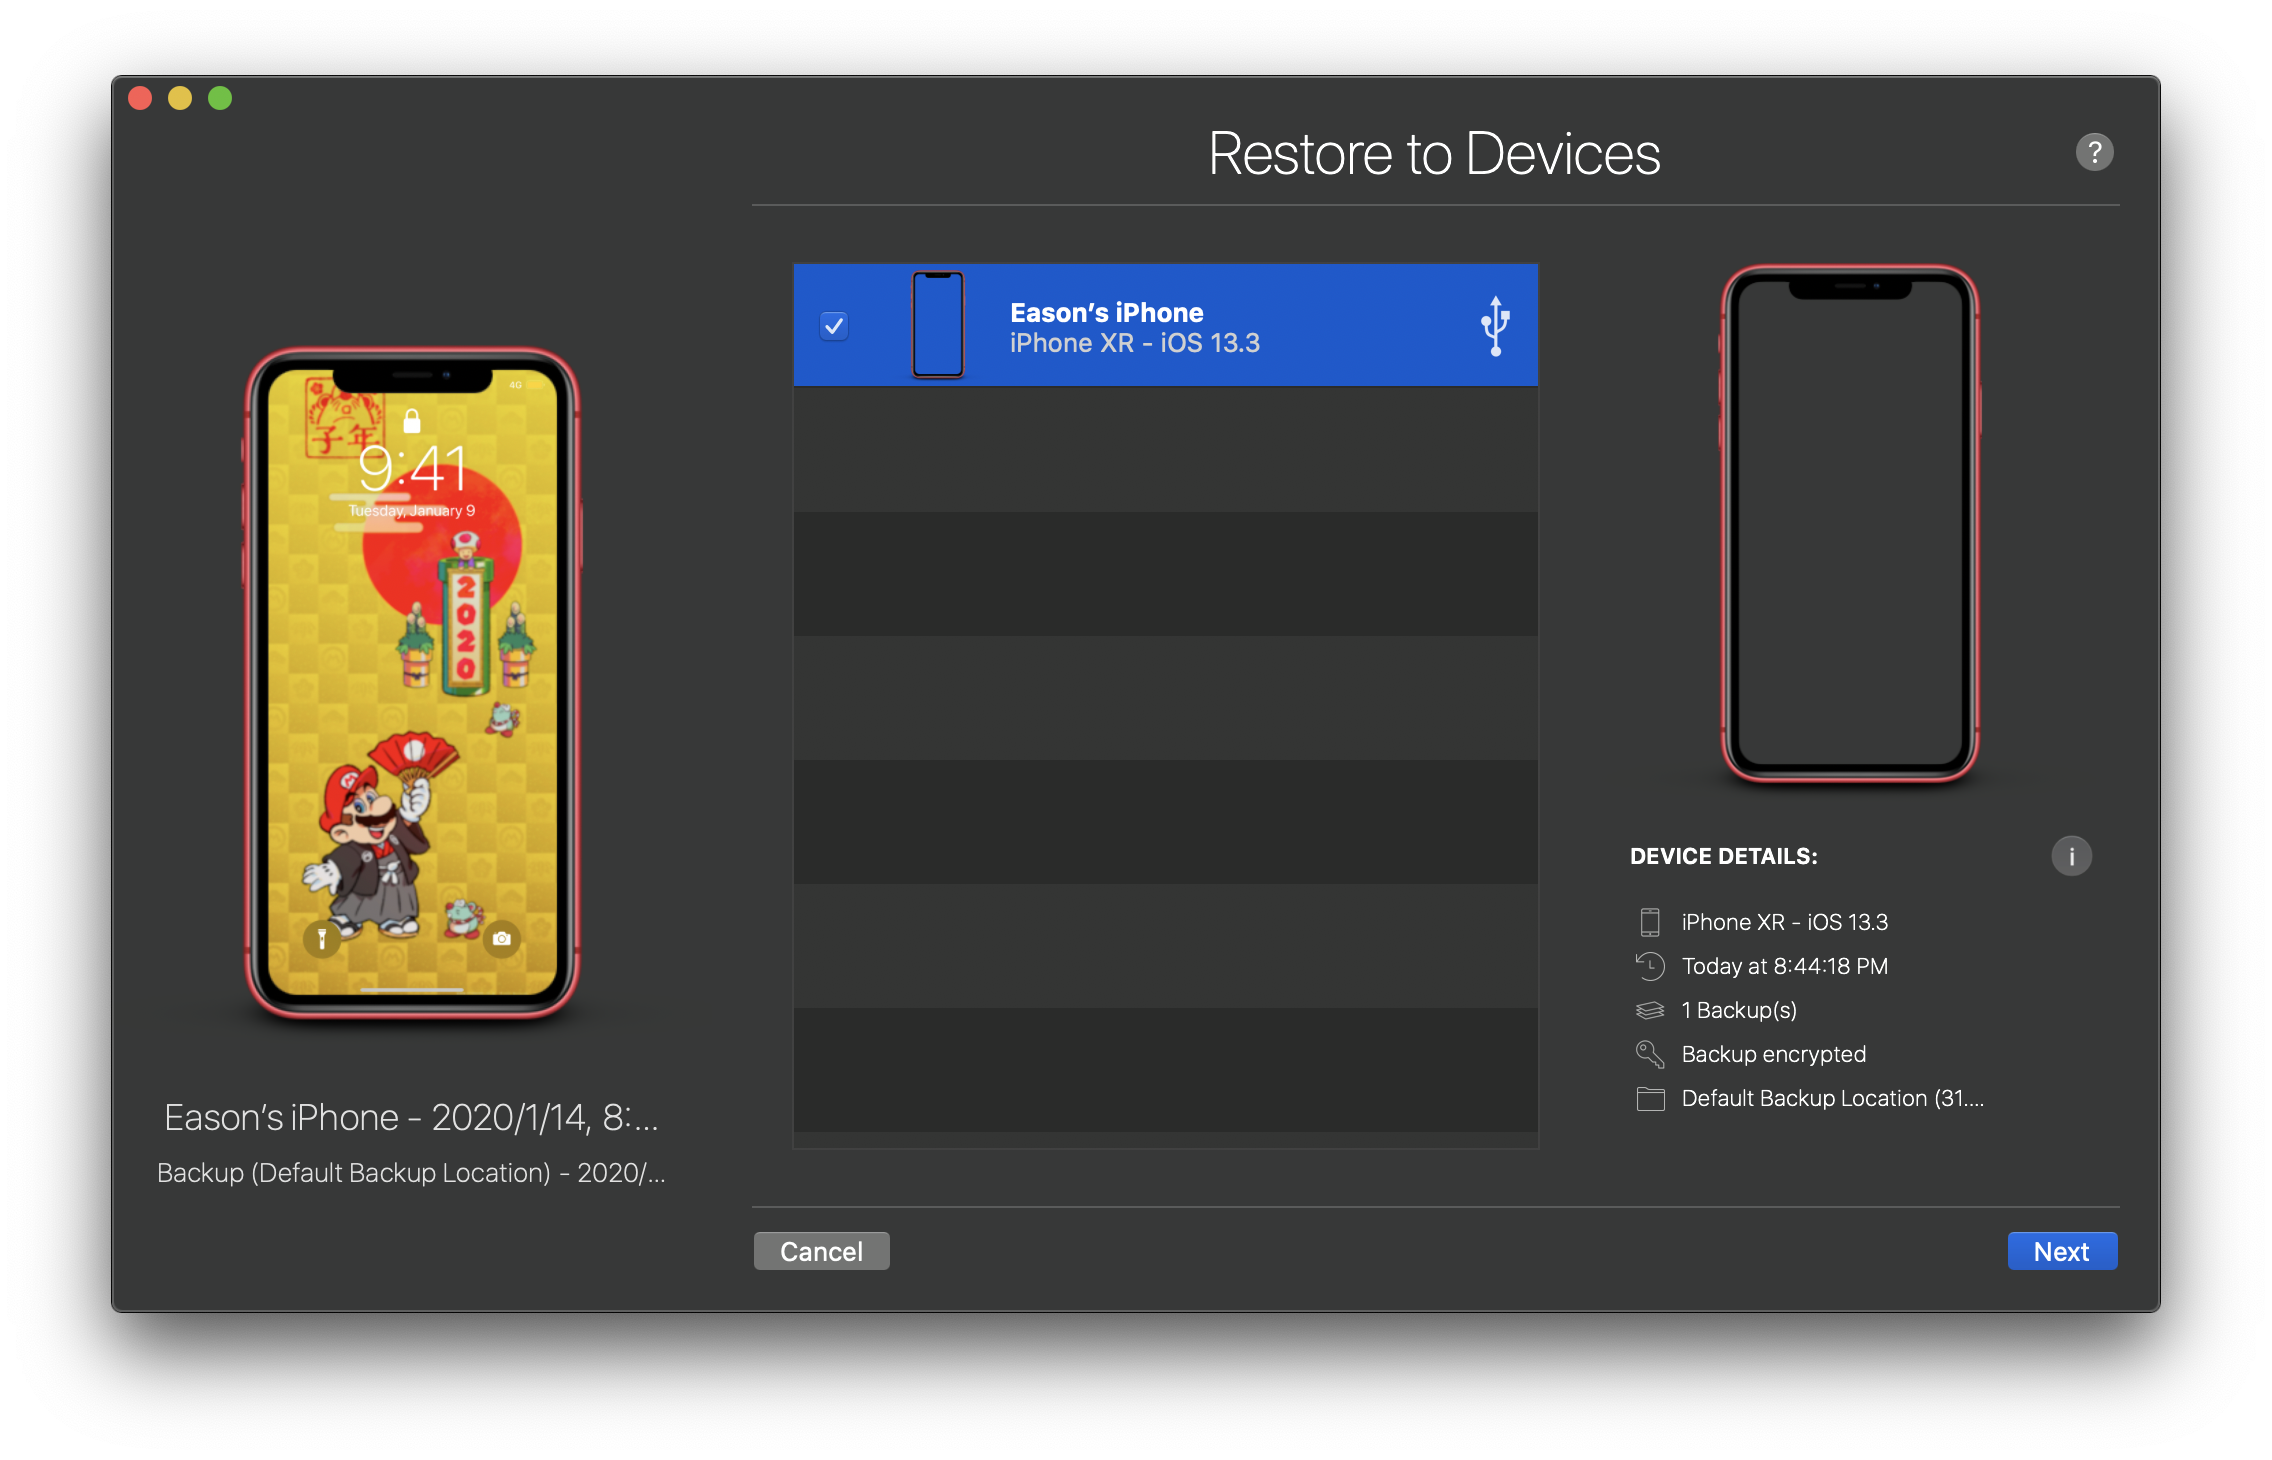 Restore to Devices
?
4G
子年
9:41
Tuesday, January 9
2020
Eason’s iPhone - 2020/1/14, 8:...
Backup (Default Backup Location) - 2020/...
Eason’s iPhone
iPhone XR - iOS 13.3
DEVICE DETAILS:
i
iPhone XR - iOS 13.3
Today at 8:44:18 PM
1 Backup(s)
Backup encrypted
Default Backup Location (31....
Cancel
Next